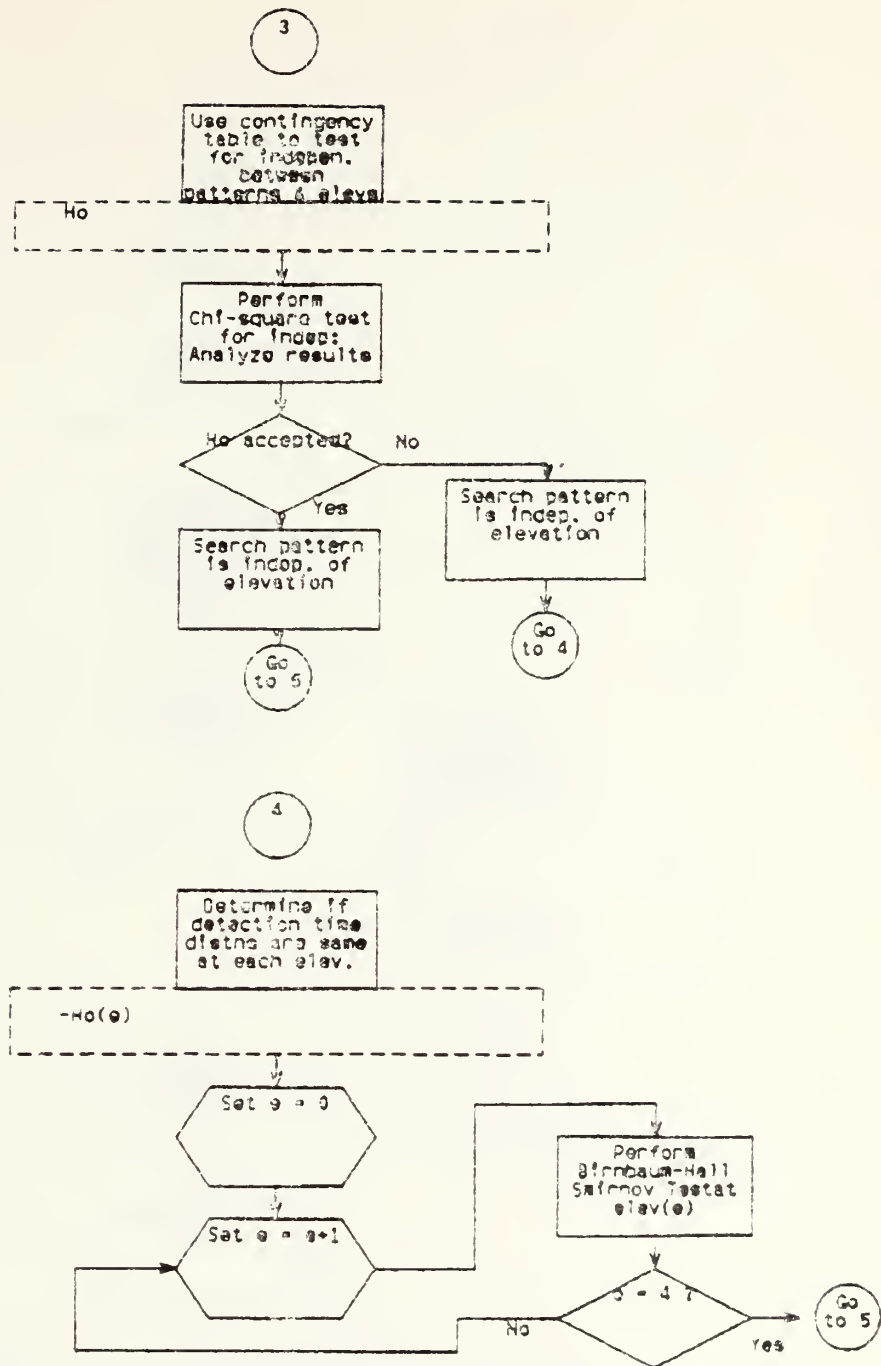 3
Use contingency
table to test
for indepen.
between
patterns & elevs
Ho
Perform
Chi-square test
for indep:
Analyze results
Ho accepted?
No
Yes
Search pattern
is indep. of
elevation
Search pattern
is indep. of
elevation
Go
to 4
Go
to 5
4
Determine if
detection time
distns are same
at each elev.
-Ho(e)
Set e = 0
Set e = e+1
Perform
Birnbaum-Hall
Smirnov Testat
elev(e)
e = 4 ?
No
Yes
Go
to 5